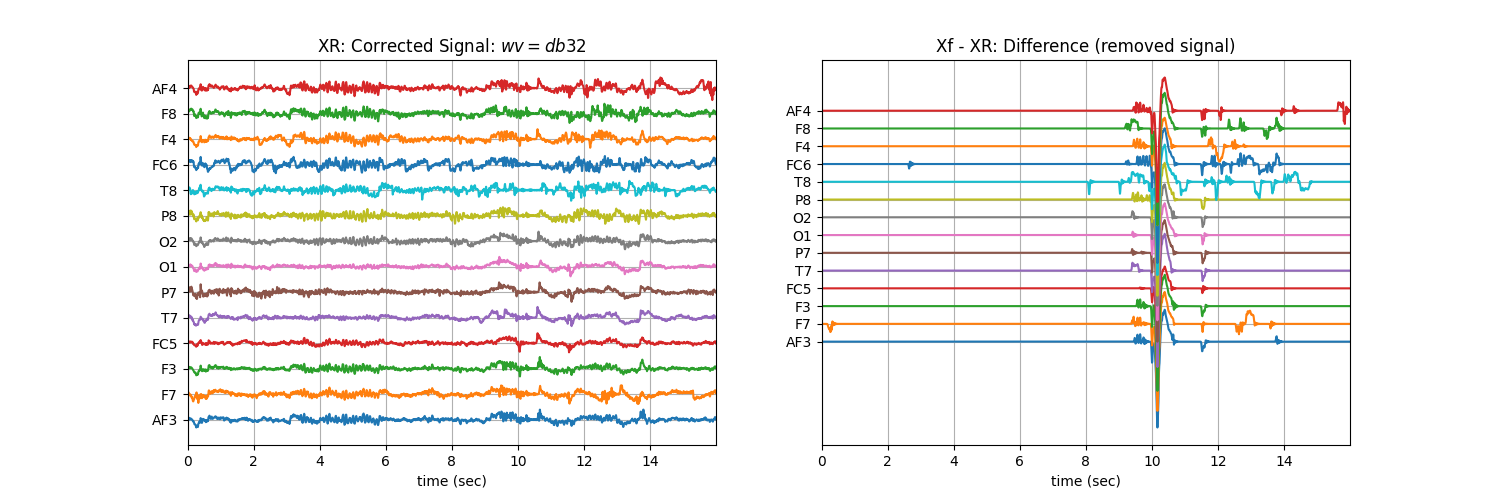 XR: Corrected Signal: wv = db32
AF4
F8
F4
FC6
T8
P8
O2
O1
P7
T7
FC5
F3
F7
AF3
0 2 4 6 8 10 12 14
time (sec)
Xf - XR: Difference (removed signal)
AF4
F8
F4
FC6
T8
P8
O2
O1
P7
T7
FC5
F3
F7
AF3
0 2 4 6 8 10 12 14
time (sec)